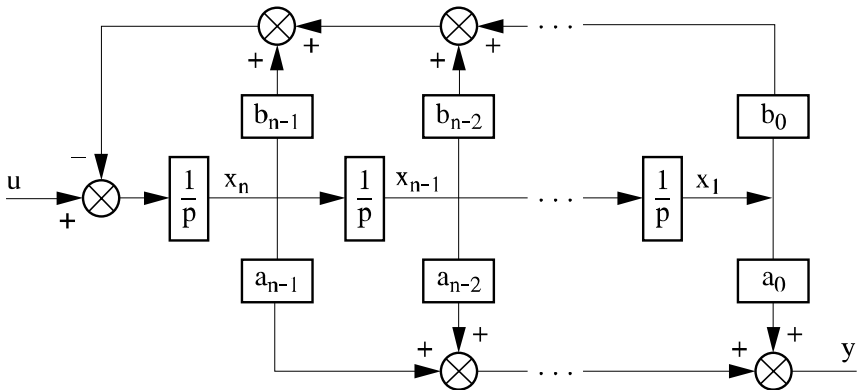 + + + · · ·
+ +
b_{n-1} b_{n-2} b_0
−
u 1/p x_n 1/p x_{n-1} · · · 1/p x_1
+
a_{n-1} a_{n-2} a_0
+ +
+ + y
· · ·